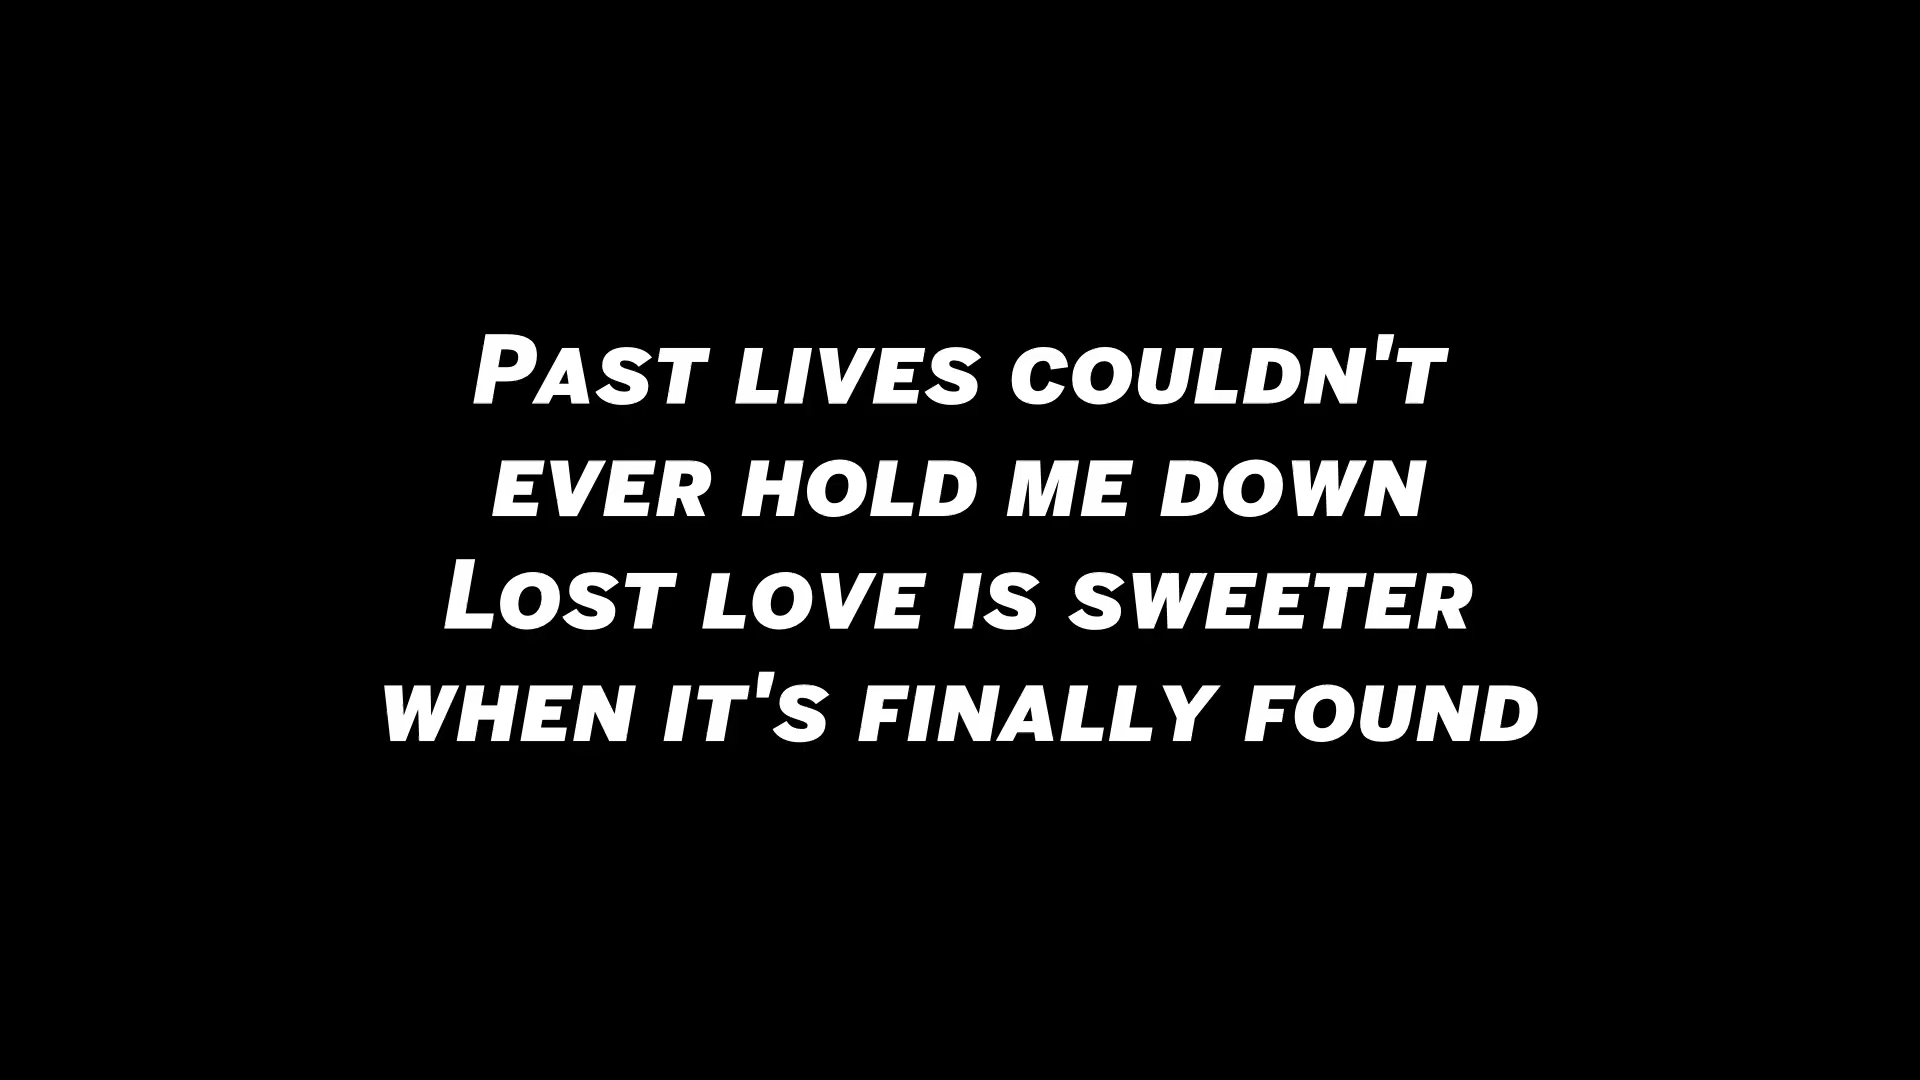 Past lives couldn't
ever hold me down
Lost love is sweeter
when it's finally found